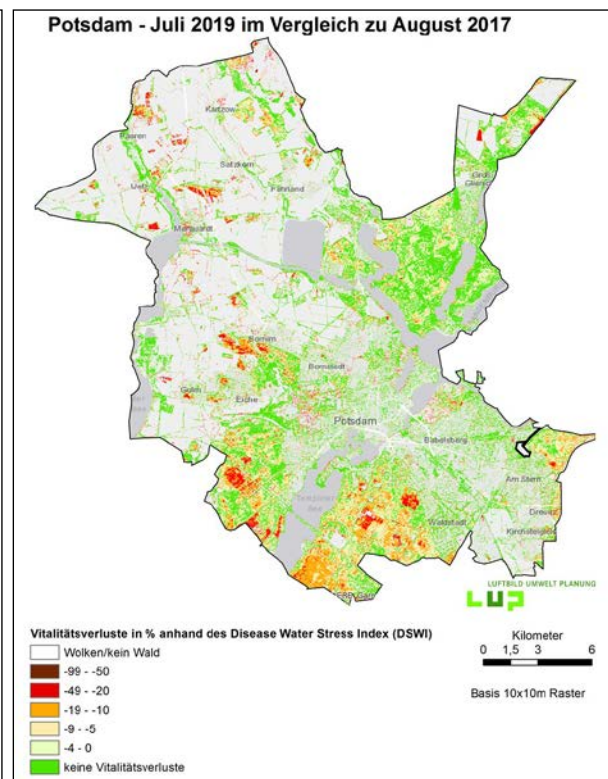 Potsdam - Juli 2019 im Vergleich zu August 2017
Kartzow
Paaren
Satzkorn
Uetz
Fahrland
Groß
Glienicke
Marquardt
Bornim
Bornstedt
Golm
Eiche
Potsdam
Babelsberg
Am Stern
Templiner
See
Waldstadt
Drewitz
Kirchsteigfeld
LUFTBILD UMWELT PLANUNG
LUP
Vitalitätsverluste in % anhand des Disease Water Stress Index (DSWI)
Wolken/kein Wald
-99 - -50
-49 - -20
-19 - -10
-9 - -5
-4 - 0
keine Vitalitätsverluste
Kilometer
0 1,5 3 6
Basis 10x10m Raster